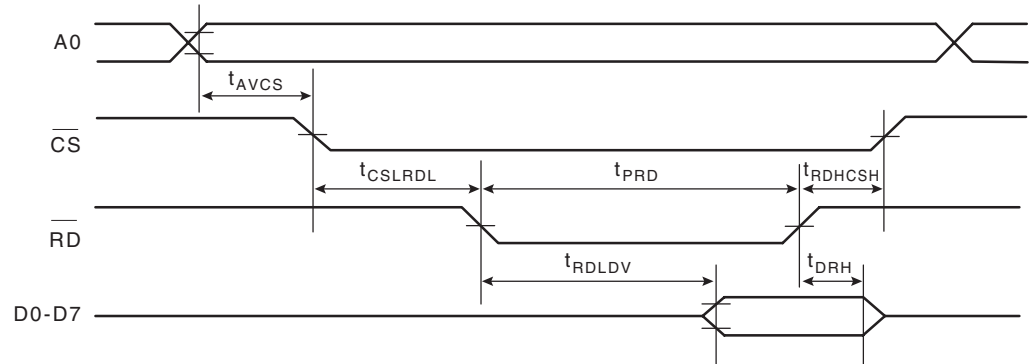 A0
tAVCS
CS
tCSLRDL
tPRD
tRDHCSH
RD
tRDLDV
tDRH
D0-D7